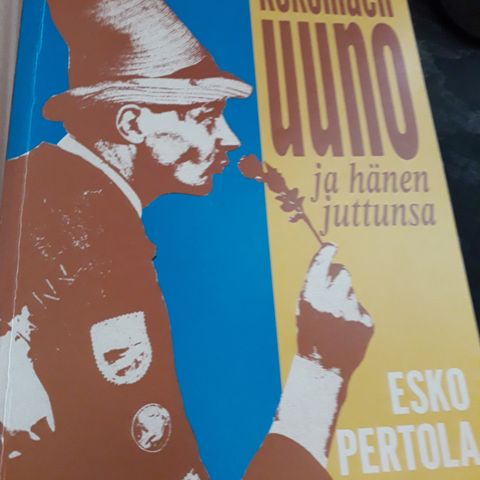 UUNO
ja hänen
juttunsa
ESKO
PERTOLA